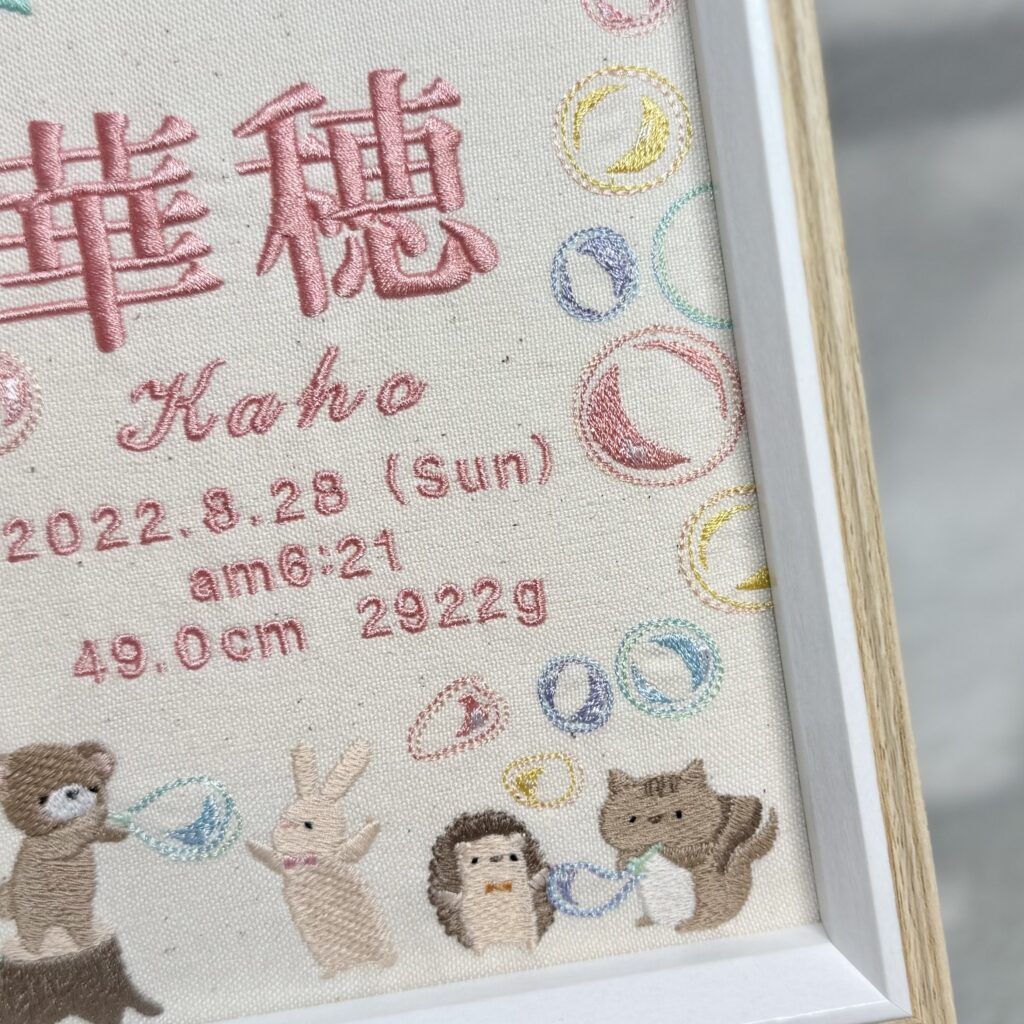 華穂
Kaho
2022.8.28 (Sun)
am6:21
49.0cm 2922g